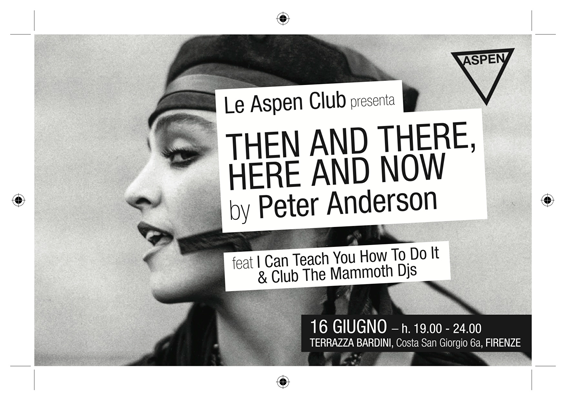 ASPEN
Le Aspen Club presenta
THEN AND THERE,
HERE AND NOW
by Peter Anderson
feat I Can Teach You How To Do It
& Club The Mammoth Djs
16 GIUGNO – h. 19.00 - 24.00
TERRAZZA BARDINI, Costa San Giorgio 6a, FIRENZE